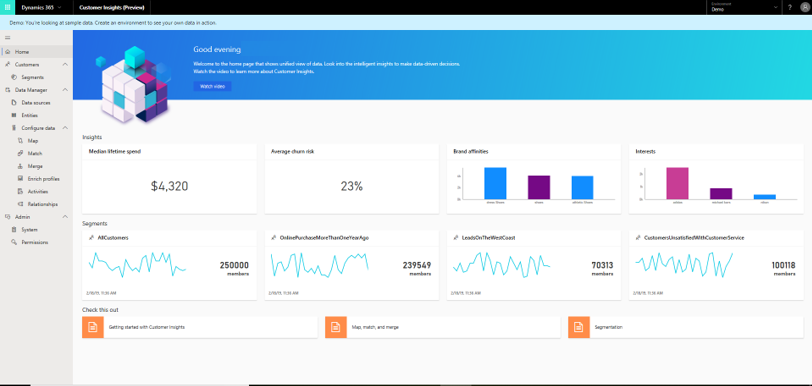 Dynamics 365
Customer Insights (Preview)
Environment
Demo
?
Demo: You're looking at sample data. Create an environment to see your own data in action.
Home
Customers
Segments
Data Manager
Data sources
Entities
Configure data
Map
Match
Merge
Enrich profiles
Activities
Relationships
Admin
System
Permissions
Good evening
Welcome to the home page that shows unified view of data. Look into the intelligent insights to make data-driven decisions.
Watch the video to learn more about Customer Insights.
Watch video
Insights
Median lifetime spend
$4,320
Average churn risk
23%
Brand affinities
Interests
Segments
AllCustomers
250000
members
2/18/19, 11:35 AM
OnlinePurchaseMoreThanOneYearAgo
239549
members
2/18/19, 11:35 AM
LeadsOnTheWestCoast
70313
members
2/18/19, 11:35 AM
CustomersUnsatisfiedWithCustomerService
100118
members
2/18/19, 11:35 AM
Check this out
Getting started with Customer Insights
Map, match, and merge
Segmentation